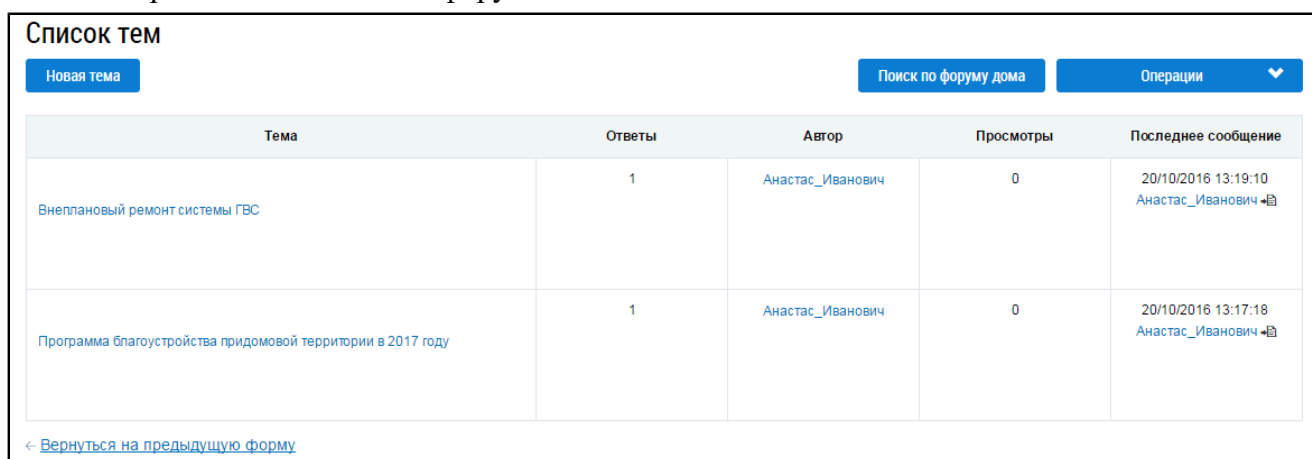 Список тем
Новая тема
Поиск по форуму дома
Операции
Тема Ответы Автор Просмотры Последнее сообщение
Внеплановый ремонт системы ГВС 1 Анастас_Иванович 0 20/10/2016 13:19:10
Анастас_Иванович
Программа благоустройства придомовой территории в 2017 году 1 Анастас_Иванович 0 20/10/2016 13:17:18
Анастас_Иванович
← Вернуться на предыдущую форму